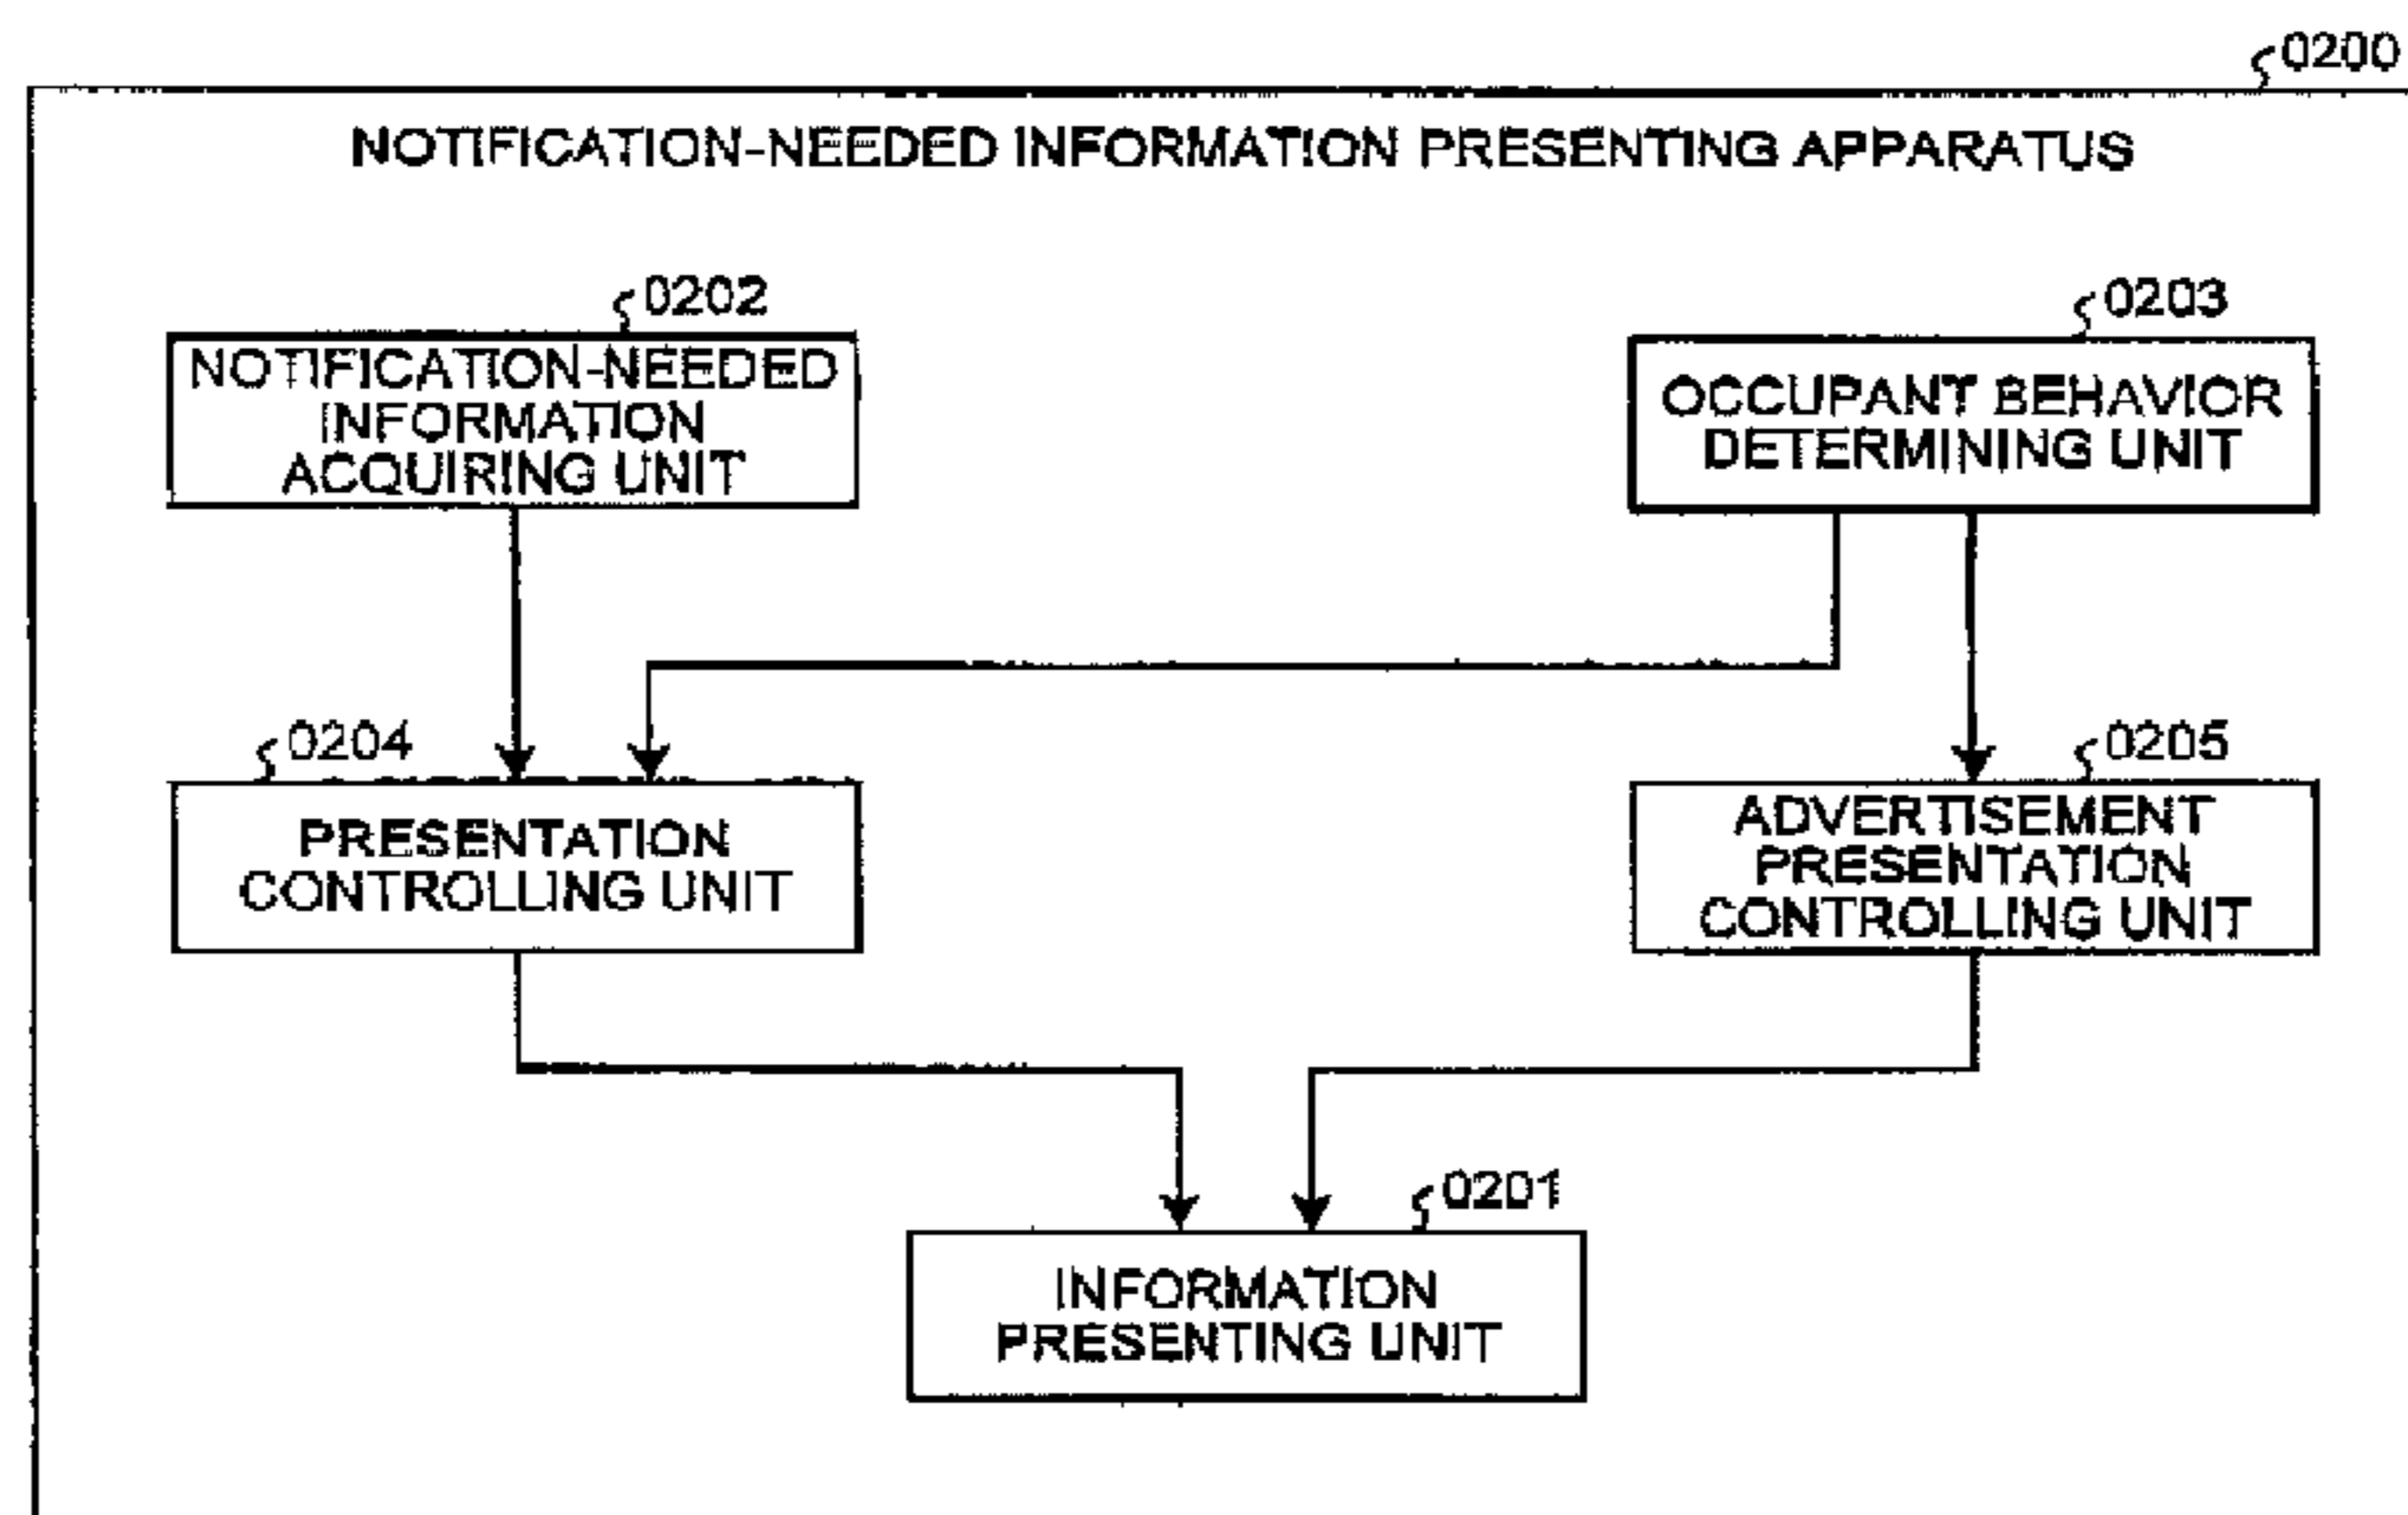 0200
NOTIFICATION-NEEDED INFORMATION PRESENTING APPARATUS
0202
NOTIFICATION-NEEDED
INFORMATION
ACQUIRING UNIT
0203
OCCUPANT BEHAVIOR
DETERMINING UNIT
0204
PRESENTATION
CONTROLLING UNIT
0205
ADVERTISEMENT
PRESENTATION
CONTROLLING UNIT
0201
INFORMATION
PRESENTING UNIT